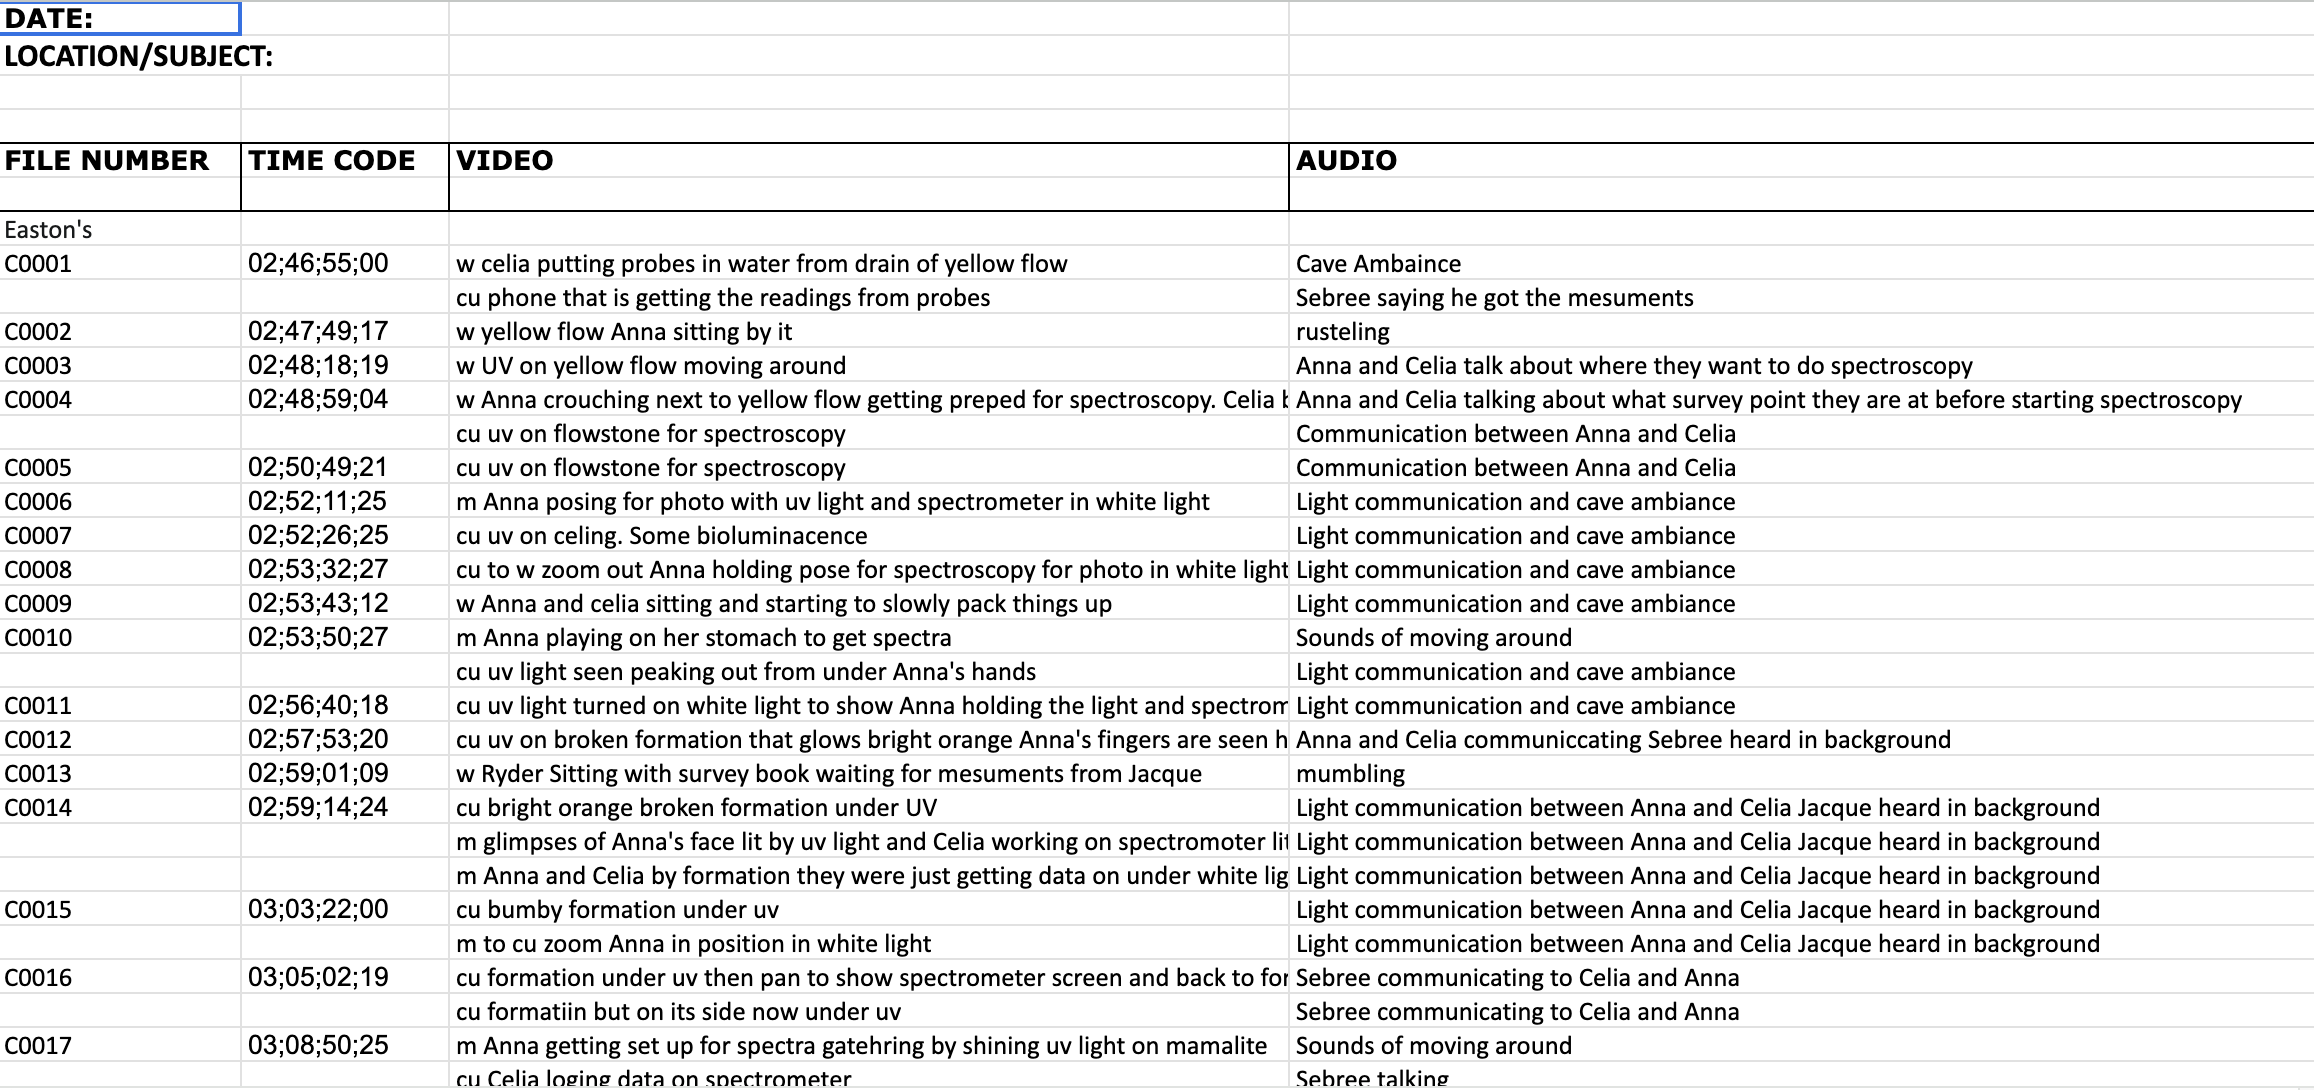 DATE:
LOCATION/SUBJECT:
FILE NUMBER TIME CODE VIDEO AUDIO
Easton's
C0001 02;46;55;00 w celia putting probes in water from drain of yellow flow Cave Ambaince
cu phone that is getting the readings from probes Sebree saying he got the mesuments
C0002 02;47;49;17 w yellow flow Anna sitting by it rusteling
C0003 02;48;18;19 w UV on yellow flow moving around Anna and Celia talk about where they want to do spectroscopy
C0004 02;48;59;04 w Anna crouching next to yellow flow getting preped for spectroscopy. Celia Anna and Celia talking about what survey point they are at before starting spectroscopy
cu uv on flowstone for spectroscopy Communication between Anna and Celia
C0005 02;50;49;21 cu uv on flowstone for spectroscopy Communication between Anna and Celia
C0006 02;52;11;25 m Anna posing for photo with uv light and spectrometer in white light Light communication and cave ambiance
C0007 02;52;26;25 cu uv on celing. Some bioluminacence Light communication and cave ambiance
C0008 02;53;32;27 cu to w zoom out Anna holding pose for spectroscopy for photo in white light Light communication and cave ambiance
C0009 02;53;43;12 w Anna and celia sitting and starting to slowly pack things up Light communication and cave ambiance
C0010 02;53;50;27 m Anna playing on her stomach to get spectra Sounds of moving around
cu uv light seen peaking out from under Anna's hands Light communication and cave ambiance
C0011 02;56;40;18 cu uv light turned on white light to show Anna holding the light and spectrom Light communication and cave ambiance
C0012 02;57;53;20 cu uv on broken formation that glows bright orange Anna's fingers are seen h Anna and Celia communiccating Sebree heard in background
C0013 02;59;01;09 w Ryder Sitting with survey book waiting for mesuments from Jacque mumbling
C0014 02;59;14;24 cu bright orange broken formation under UV Light communication between Anna and Celia Jacque heard in background
m glimpses of Anna's face lit by uv light and Celia working on spectromoter lit Light communication between Anna and Celia Jacque heard in background
m Anna and Celia by formation they were just getting data on under white lig Light communication between Anna and Celia Jacque heard in background
C0015 03;03;22;00 cu bumby formation under uv Light communication between Anna and Celia Jacque heard in background
m to cu zoom Anna in position in white light Light communication between Anna and Celia Jacque heard in background
C0016 03;05;02;19 cu formation under uv then pan to show spectrometer screen and back to for Sebree communicating to Celia and Anna
cu formatiin but on its side now under uv Sebree communicating to Celia and Anna
C0017 03;08;50;25 m Anna getting set up for spectra gatehring by shining uv light on mamalite Sounds of moving around
cu Celia loging data on spectrometer Sebree talking